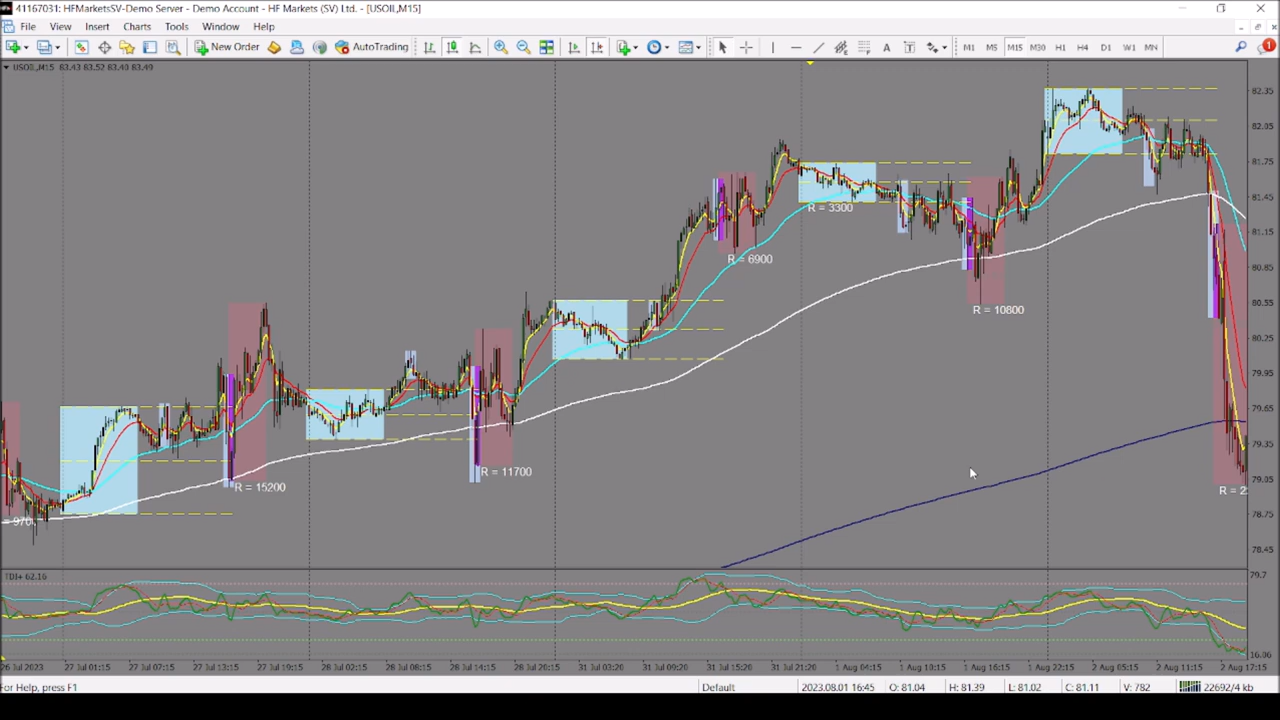 41167031: HFMarketsSV-Demo Server - Demo Account - HF Markets (SV) Ltd. - [USOIL,M15]
File View Insert Charts Tools Window Help
New Order AutoTrading A T M1 M5 M15 M30 H1 H4 D1 W1 MN 1
USOIL,M15 83.43 83.52 83.43 83.49
82.35
82.05
81.75
81.45
R = 3300
81.15
R = 6900
80.85
80.55
R = 10800
80.25
79.95
79.65
79.35
R = 11700
79.05
R = 15200
R = 2
78.75
= 970
78.45
TDI+ 62.16
79.7
16.06
26 Jul 2023 27 Jul 01:15 27 Jul 07:15 27 Jul 13:15 27 Jul 19:15 28 Jul 02:15 28 Jul 08:15 28 Jul 14:15 28 Jul 20:15 31 Jul 03:20 31 Jul 09:20 31 Jul 15:20 31 Jul 21:20 1 Aug 04:15 1 Aug 10:15 1 Aug 16:15 1 Aug 22:15 2 Aug 05:15 2 Aug 11:15 2 Aug 17:15
For Help, press F1 Default 2023.08.01 16:45 O: 81.04 H: 81.39 L: 81.02 C: 81.11 V: 782 22692/4 kb